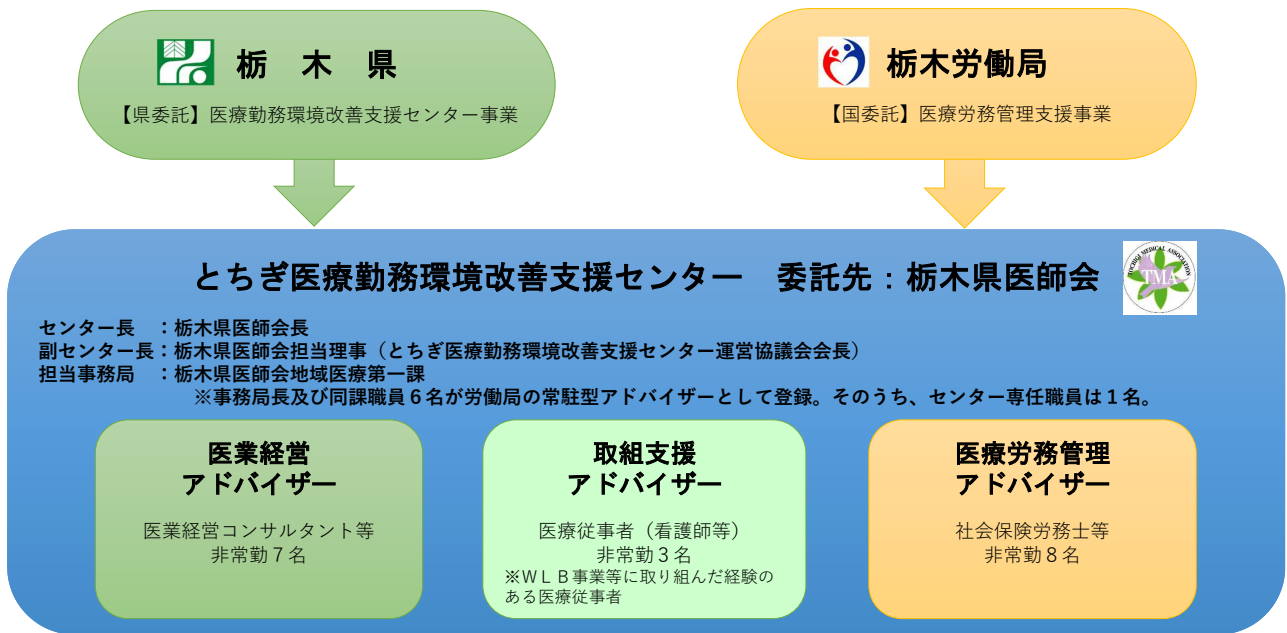 栃　木　県
【県委託】医療勤務環境改善支援センター事業
栃木労働局
【国委託】医療労務管理支援事業
とちぎ医療勤務環境改善支援センター　委託先：栃木県医師会
TOCHIGI MEDICAL ASSOCIATION
TMA
センター長　：栃木県医師会長
副センター長：栃木県医師会担当理事（とちぎ医療勤務環境改善支援センター運営協議会会長）
担当事務局　：栃木県医師会地域医療第一課
※事務局長及び同課職員６名が労働局の常駐型アドバイザーとして登録。そのうち、センター専任職員は１名。
医業経営
アドバイザー
医業経営コンサルタント等
非常勤７名
取組支援
アドバイザー
医療従事者（看護師等）
非常勤３名
※ＷＬＢ事業等に取り組んだ経験の
ある医療従事者
医療労務管理
アドバイザー
社会保険労務士等
非常勤８名